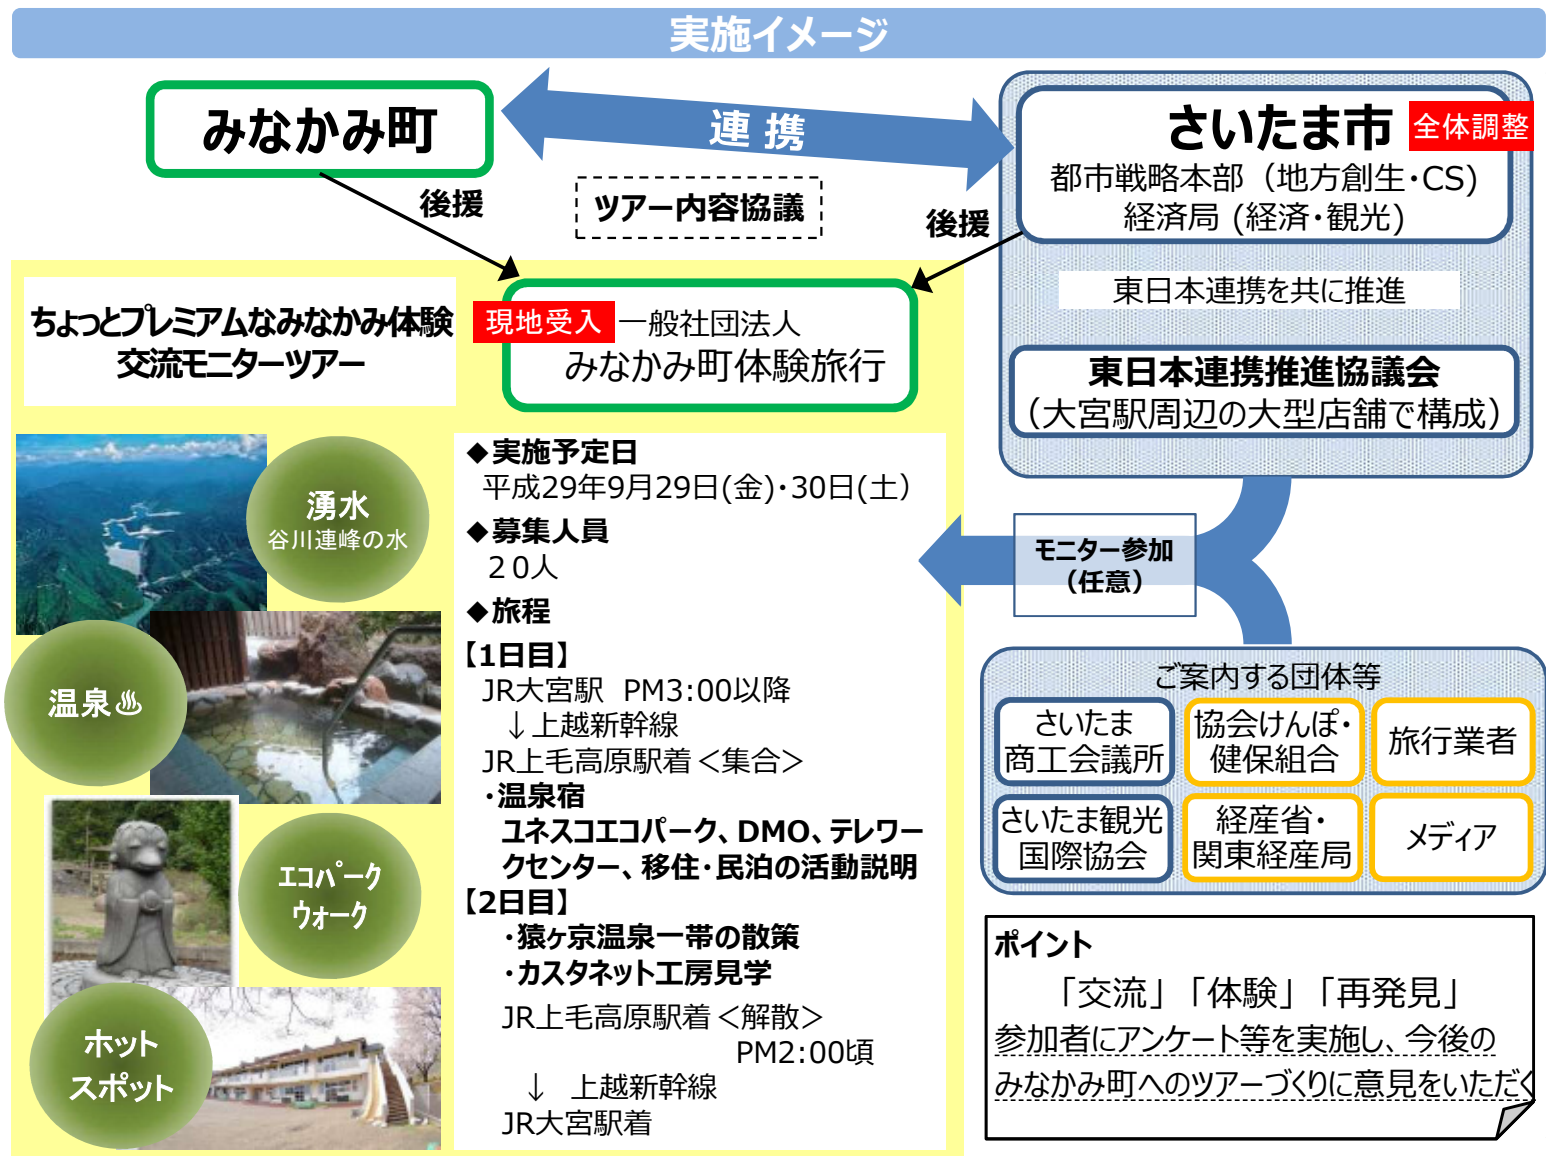 実施イメージ
みなかみ町
連 携
さいたま市
全体調整
都市戦略本部（地方創生・CS）
経済局（経済・観光）
後援
ツアー内容協議
後援
東日本連携を共に推進
東日本連携推進協議会
（大宮駅周辺の大型店舗で構成）
ちょっとプレミアムなみなかみ体験
交流モニターツアー
現地受入
一般社団法人
みなかみ町体験旅行
湧水
谷川連峰の水
温泉♨
エコパーク
ウォーク
ホット
スポット
◆実施予定日
平成29年9月29日(金)・30日(土）
◆募集人員
２0人
◆旅程
【1日目】
JR大宮駅　PM3:00以降
↓上越新幹線
JR上毛高原駅着＜集合＞
・温泉宿
ユネスコエコパーク、DMO、テレワー
クセンター、移住・民泊の活動説明
【2日目】
・猿ヶ京温泉一帯の散策
・カスタネット工房見学
JR上毛高原駅着＜解散＞
PM2:00頃
↓　上越新幹線
JR大宮駅着
モニター参加
（任意）
ご案内する団体等
さいたま
商工会議所
協会けんぽ・
健保組合
旅行業者
さいたま観光
国際協会
経産省・
関東経産局
メディア
ポイント
「交流」「体験」「再発見」
参加者にアンケート等を実施し、今後の
みなかみ町へのツアーづくりに意見をいただく